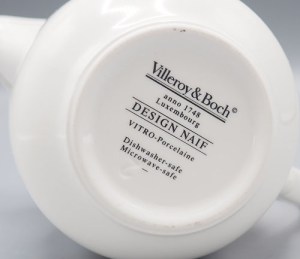 Villeroy & Boch©
anno 1748
Luxembourg
DESIGN NAIF
VITRO-Porcelaine
Dishwasher-safe
Microwave-safe